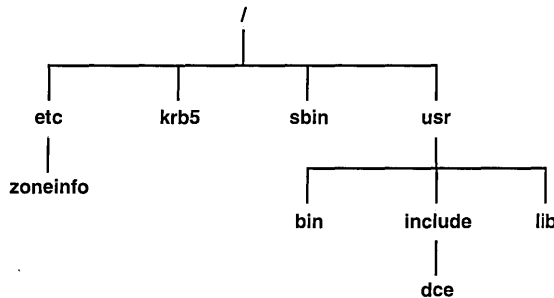 /
etc krb5 sbin usr
zoneinfo
bin include lib
dce